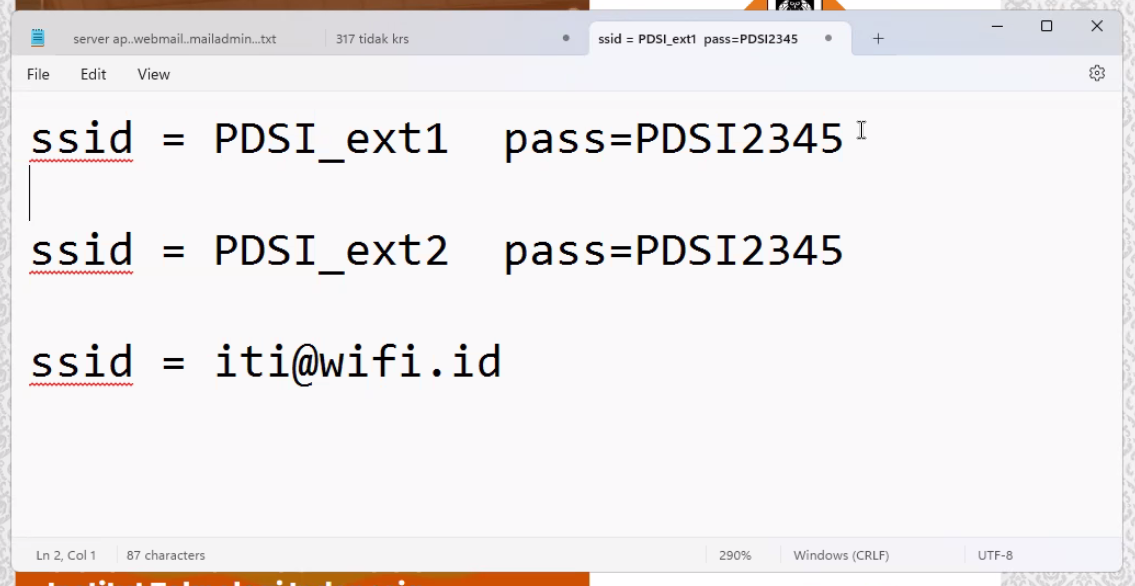 server ap..webmail..mailadmin...txt
317 tidak krs
ssid = PDSI_ext1  pass=PDSI2345
File
Edit
View
ssid = PDSI_ext1  pass=PDSI2345
ssid = PDSI_ext2  pass=PDSI2345
ssid = iti@wifi.id
Ln 2, Col 1
87 characters
290%
Windows (CRLF)
UTF-8